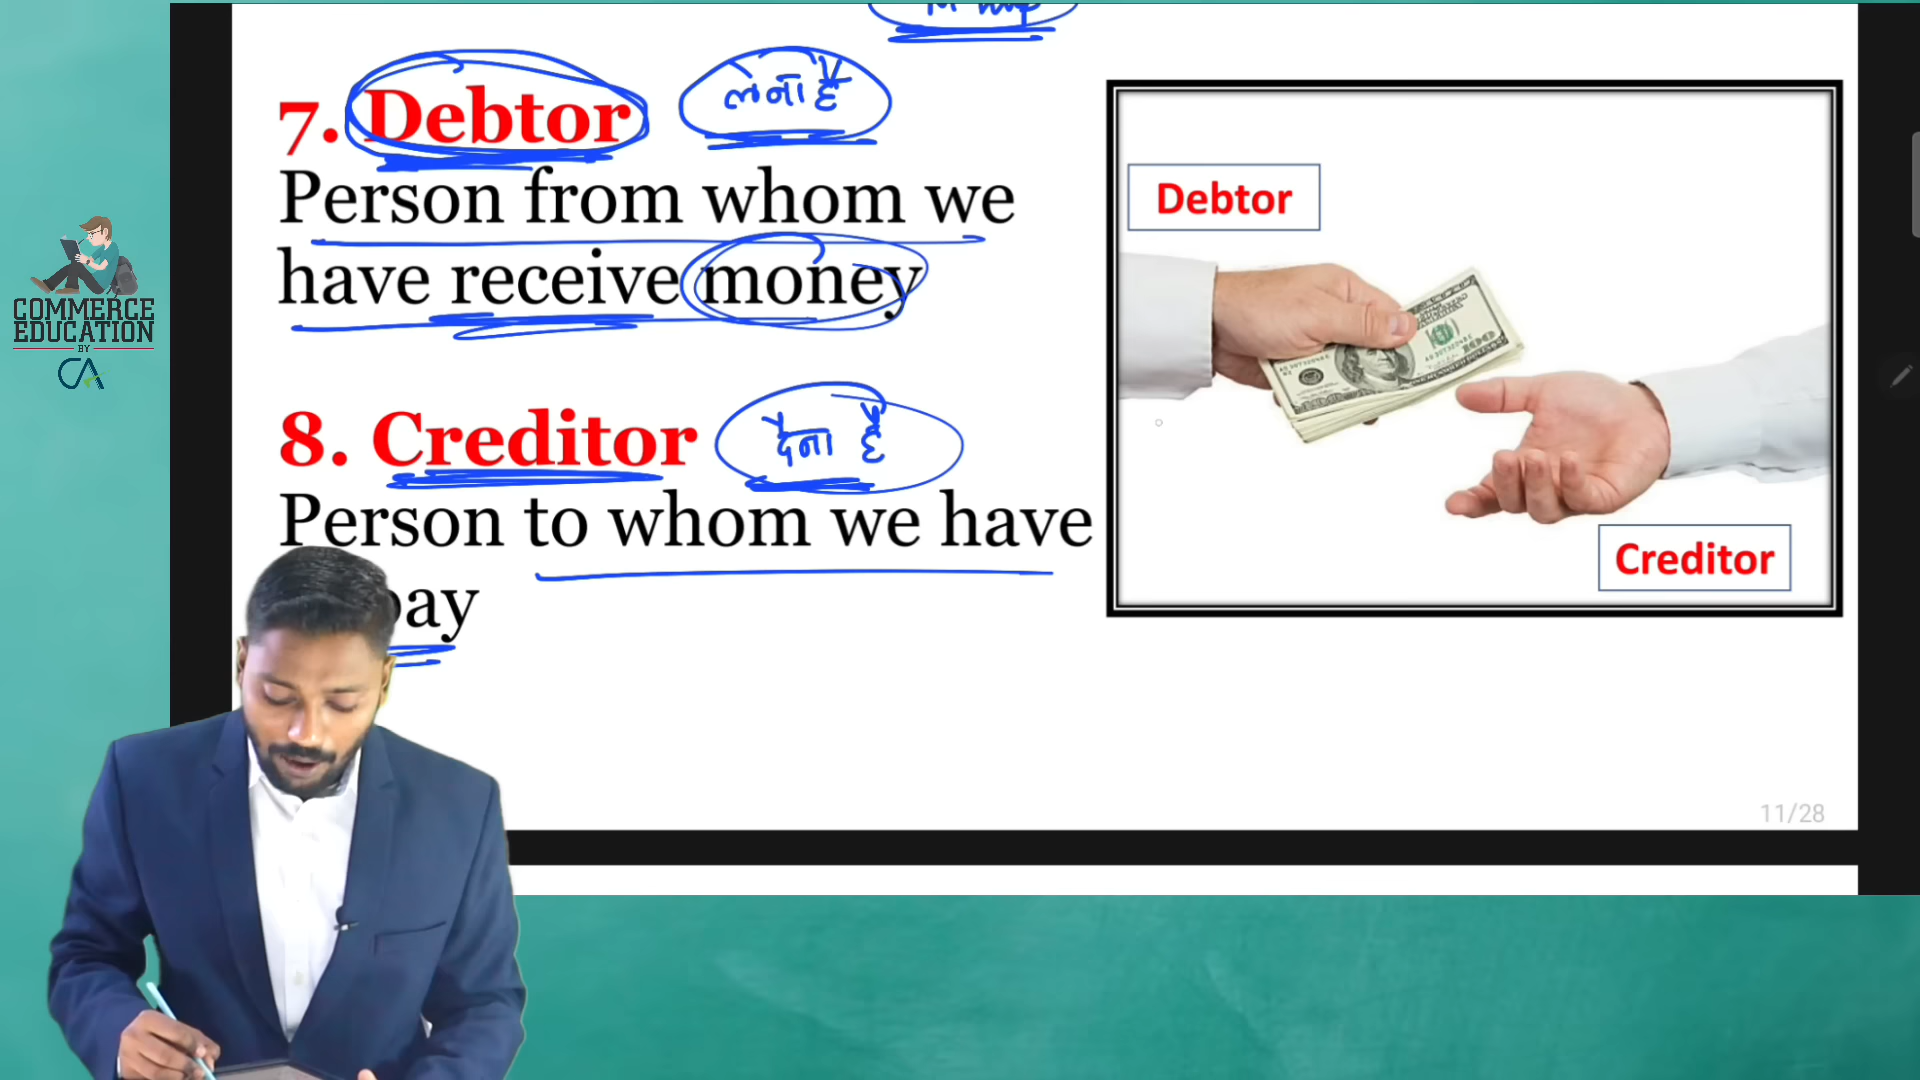 7. Debtor लेना है
Person from whom we
have receive money
8. Creditor देना है
Person to whom we have
pay
Debtor
Creditor
COMMERCE
EDUCATION
BY
CA
11/28